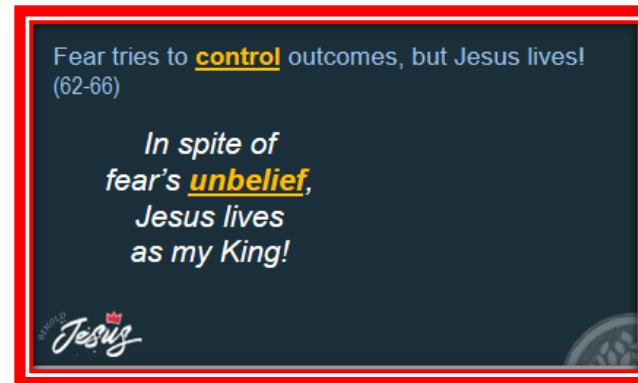 Fear tries to control outcomes, but Jesus lives!
(62-66)
In spite of
fear's unbelief,
Jesus lives
as my King!
BEHOLD
Jesus